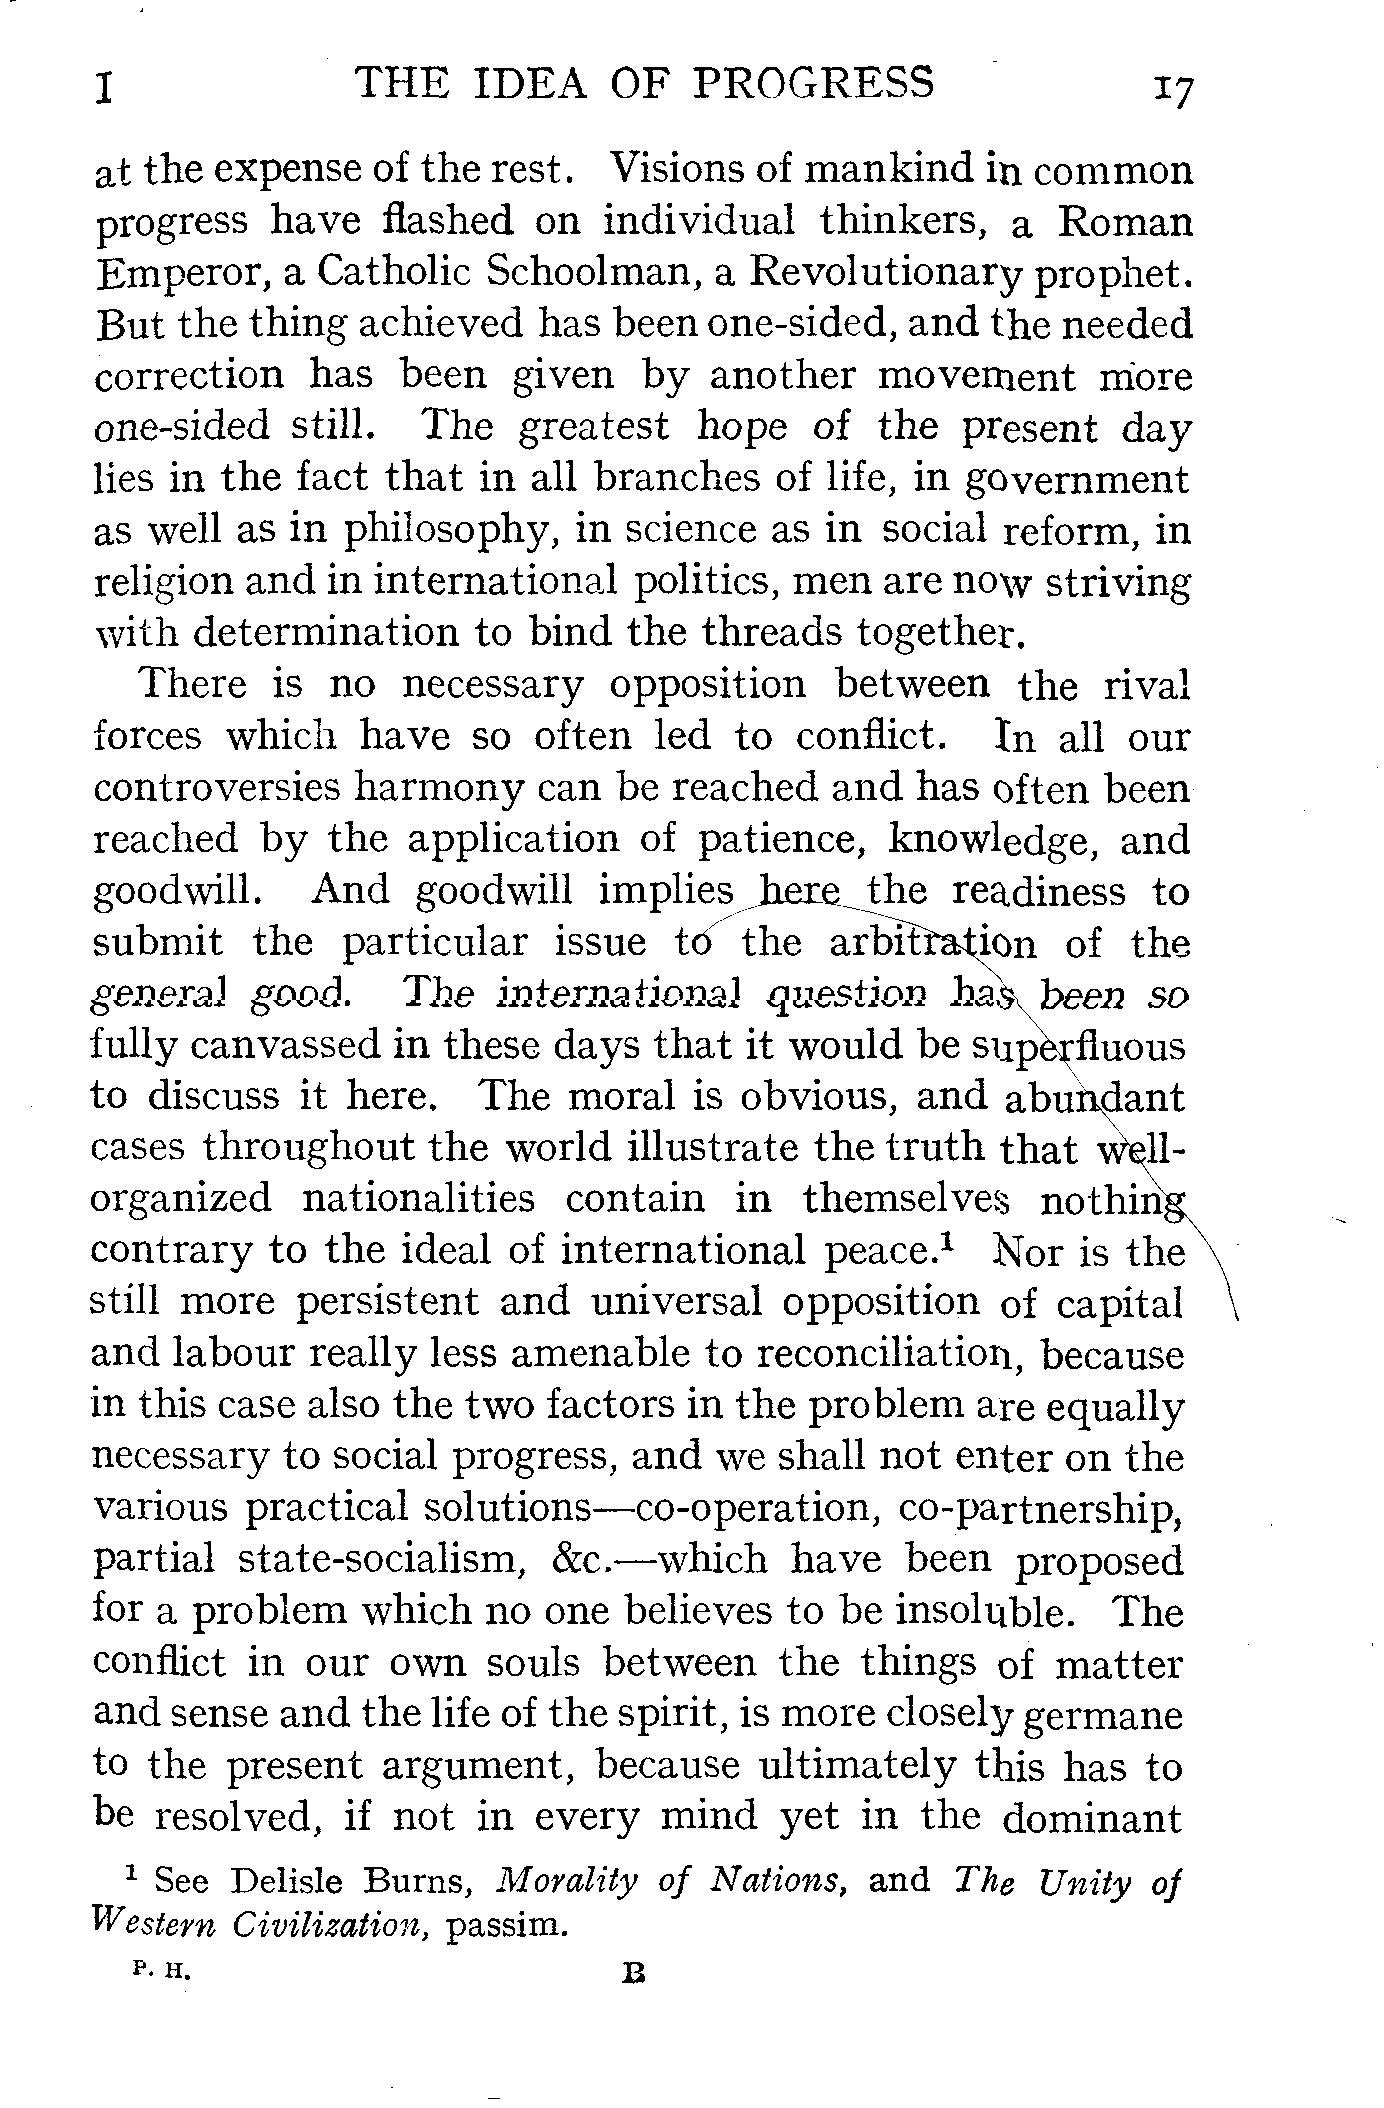 I THE IDEA OF PROGRESS 17
at the expense of the rest. Visions of mankind in common
progress have flashed on individual thinkers, a Roman
Emperor, a Catholic Schoolman, a Revolutionary prophet.
But the thing achieved has been one-sided, and the needed
correction has been given by another movement more
one-sided still. The greatest hope of the present day
lies in the fact that in all branches of life, in government
as well as in philosophy, in science as in social reform, in
religion and in international politics, men are now striving
with determination to bind the threads together.
There is no necessary opposition between the rival
forces which have so often led to conflict. In all our
controversies harmony can be reached and has often been
reached by the application of patience, knowledge, and
goodwill. And goodwill implies here the readiness to
submit the particular issue to the arbitration of the
general good. The international question has been so
fully canvassed in these days that it would be superfluous
to discuss it here. The moral is obvious, and abundant
cases throughout the world illustrate the truth that well-
organized nationalities contain in themselves nothing
contrary to the ideal of international peace.¹ Nor is the
still more persistent and universal opposition of capital
and labour really less amenable to reconciliation, because
in this case also the two factors in the problem are equally
necessary to social progress, and we shall not enter on the
various practical solutions—co-operation, co-partnership,
partial state-socialism, &c.—which have been proposed
for a problem which no one believes to be insoluble. The
conflict in our own souls between the things of matter
and sense and the life of the spirit, is more closely germane
to the present argument, because ultimately this has to
be resolved, if not in every mind yet in the dominant
¹ See Delisle Burns, Morality of Nations, and The Unity of
Western Civilization, passim.
P. H. B